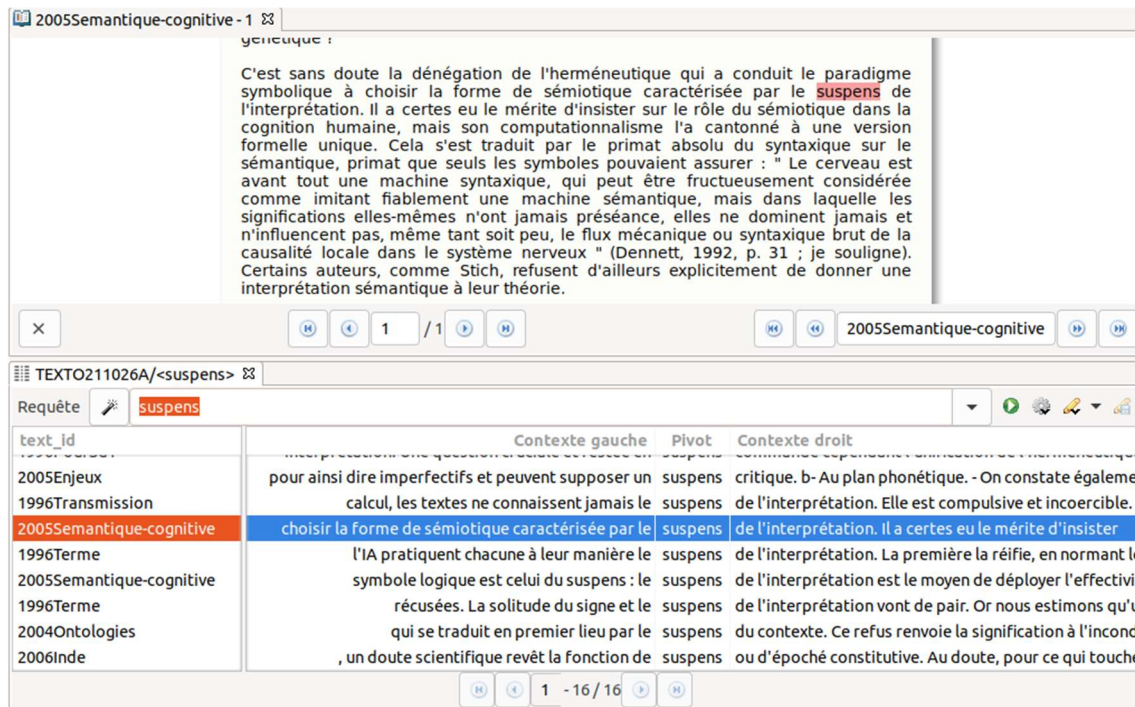 2005Semantique-cognitive - 1
génétique ?
C'est sans doute la dénégation de l'herméneutique qui a conduit le paradigme
symbolique à choisir la forme de sémiotique caractérisée par le suspens de
l'interprétation. Il a certes eu le mérite d'insister sur le rôle du sémiotique dans la
cognition humaine, mais son computationnalisme l'a cantonné à une version
formelle unique. Cela s'est traduit par le primat absolu du syntaxique sur le
sémantique, primat que seuls les symboles pouvaient assurer : " Le cerveau est
avant tout une machine syntaxique, qui peut être fructueusement considérée
comme imitant fiablement une machine sémantique, mais dans laquelle les
significations elles-mêmes n'ont jamais préséance, elles ne dominent jamais et
n'influencent pas, même tant soit peu, le flux mécanique ou syntaxique brut de la
causalité locale dans le système nerveux " (Dennett, 1992, p. 31 ; je souligne).
Certains auteurs, comme Stich, refusent d'ailleurs explicitement de donner une
interprétation sémantique à leur théorie.
1 / 1 2005Semantique-cognitive
TEXTO211026A/<suspens>
Requête suspens
text_id Contexte gauche Pivot Contexte droit
2005Enjeux pour ainsi dire imperfectifs et peuvent supposer un suspens critique. b- Au plan phonétique. - On constate égaleme
1996Transmission calcul, les textes ne connaissent jamais le suspens de l'interprétation. Elle est compulsive et incoercible.
2005Semantique-cognitive choisir la forme de sémiotique caractérisée par le suspens de l'interprétation. Il a certes eu le mérite d'insister
1996Terme l'IA pratiquent chacune à leur manière le suspens de l'interprétation. La première la réifie, en normant l
2005Semantique-cognitive symbole logique est celui du suspens : le suspens de l'interprétation est le moyen de déployer l'effectivi
1996Terme récusées. La solitude du signe et le suspens de l'interprétation vont de pair. Or nous estimons qu'u
2004Ontologies qui se traduit en premier lieu par le suspens du contexte. Ce refus renvoie la signification à l'incond
2006Inde , un doute scientifique revêt la fonction de suspens ou d'époché constitutive. Au doute, pour ce qui touche
1 - 16 / 16